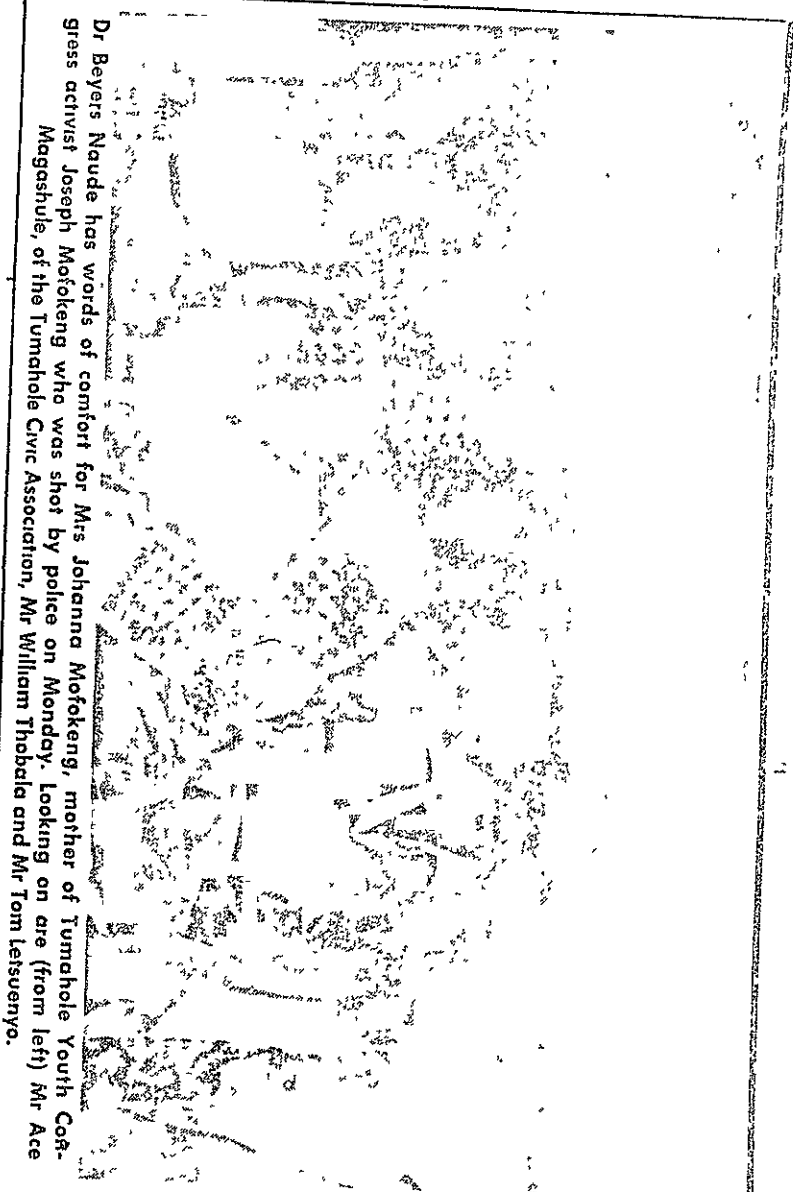 Dr Beyers Naude has words of comfort for Mrs Johanna Mofokeng, mother of Tumahole Youth Con-
gress activist Joseph Mofokeng who was shot by police on Monday. Looking on are (from left) Mr Ace
Magashule, of the Tumahole Civic Association, Mr William Thobala and Mr Tom Letsuenyo.